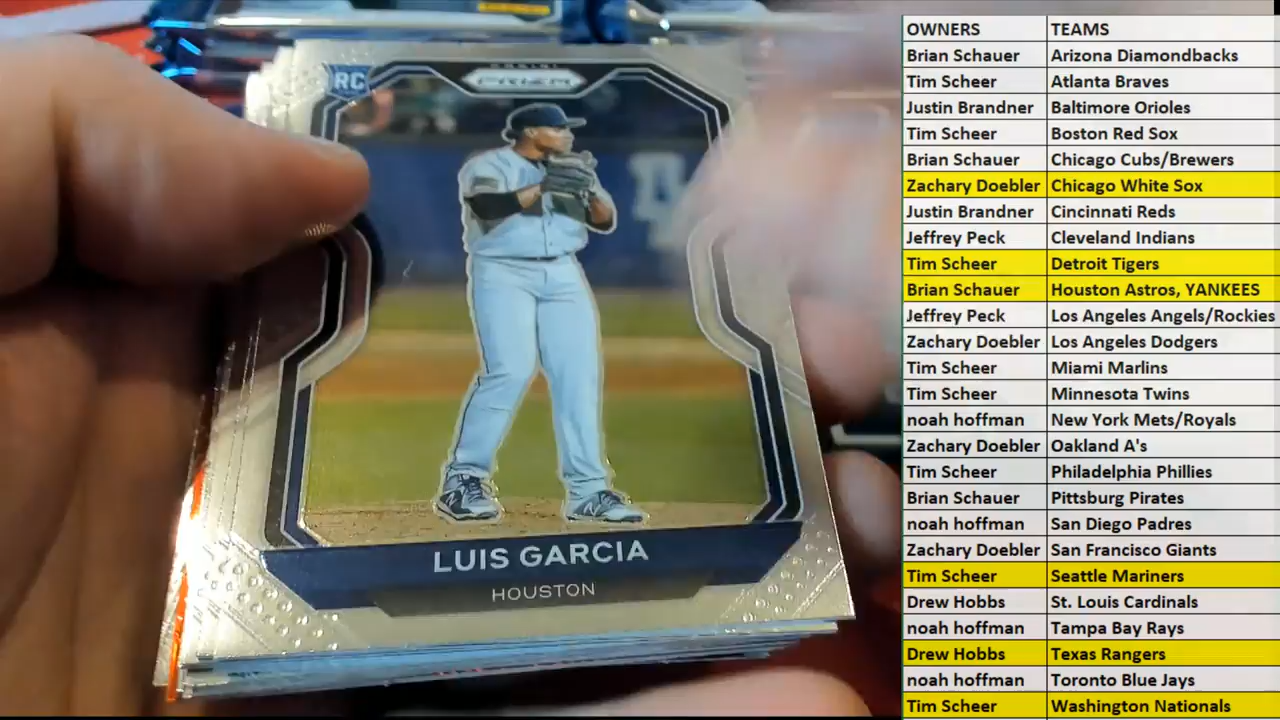 RC
PANINI
PRIZM
LUIS GARCIA
HOUSTON
OWNERS TEAMS
Brian Schauer Arizona Diamondbacks
Tim Scheer Atlanta Braves
Justin Brandner Baltimore Orioles
Tim Scheer Boston Red Sox
Brian Schauer Chicago Cubs/Brewers
Zachary Doebler Chicago White Sox
Justin Brandner Cincinnati Reds
Jeffrey Peck Cleveland Indians
Tim Scheer Detroit Tigers
Brian Schauer Houston Astros, YANKEES
Jeffrey Peck Los Angeles Angels/Rockies
Zachary Doebler Los Angeles Dodgers
Tim Scheer Miami Marlins
Tim Scheer Minnesota Twins
noah hoffman New York Mets/Royals
Zachary Doebler Oakland A's
Tim Scheer Philadelphia Phillies
Brian Schauer Pittsburg Pirates
noah hoffman San Diego Padres
Zachary Doebler San Francisco Giants
Tim Scheer Seattle Mariners
Drew Hobbs St. Louis Cardinals
noah hoffman Tampa Bay Rays
Drew Hobbs Texas Rangers
noah hoffman Toronto Blue Jays
Tim Scheer Washington Nationals